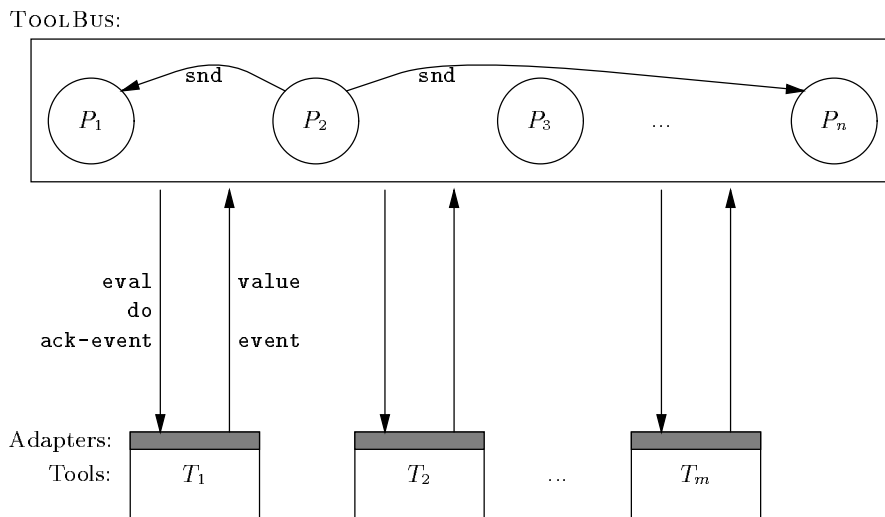 TOOLBUS:
snd snd
P1 P2 P3 ... Pn
eval value
do
ack-event event
Adapters:
Tools: T1 T2 ... Tm